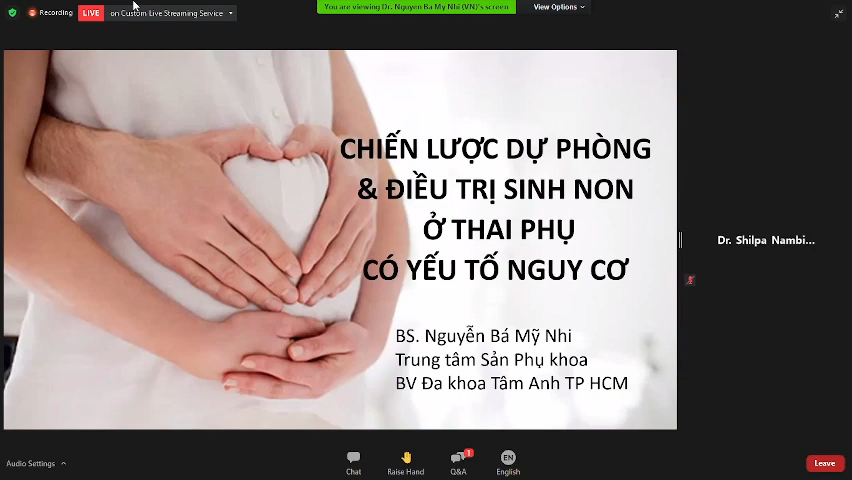 Recording
LIVE
on Custom Live Streaming Service
You are viewing Dr. Nguyen Ba My Nhi (VN)'s screen
View Options
CHIẾN LƯỢC DỰ PHÒNG
& ĐIỀU TRỊ SINH NON
Ở THAI PHỤ
CÓ YẾU TỐ NGUY CƠ
BS. Nguyễn Bá Mỹ Nhi
Trung tâm Sản Phụ khoa
BV Đa khoa Tâm Anh TP HCM
Dr. Shilpa Nambi...
Audio Settings
Chat
Raise Hand
1
Q&A
EN
English
Leave